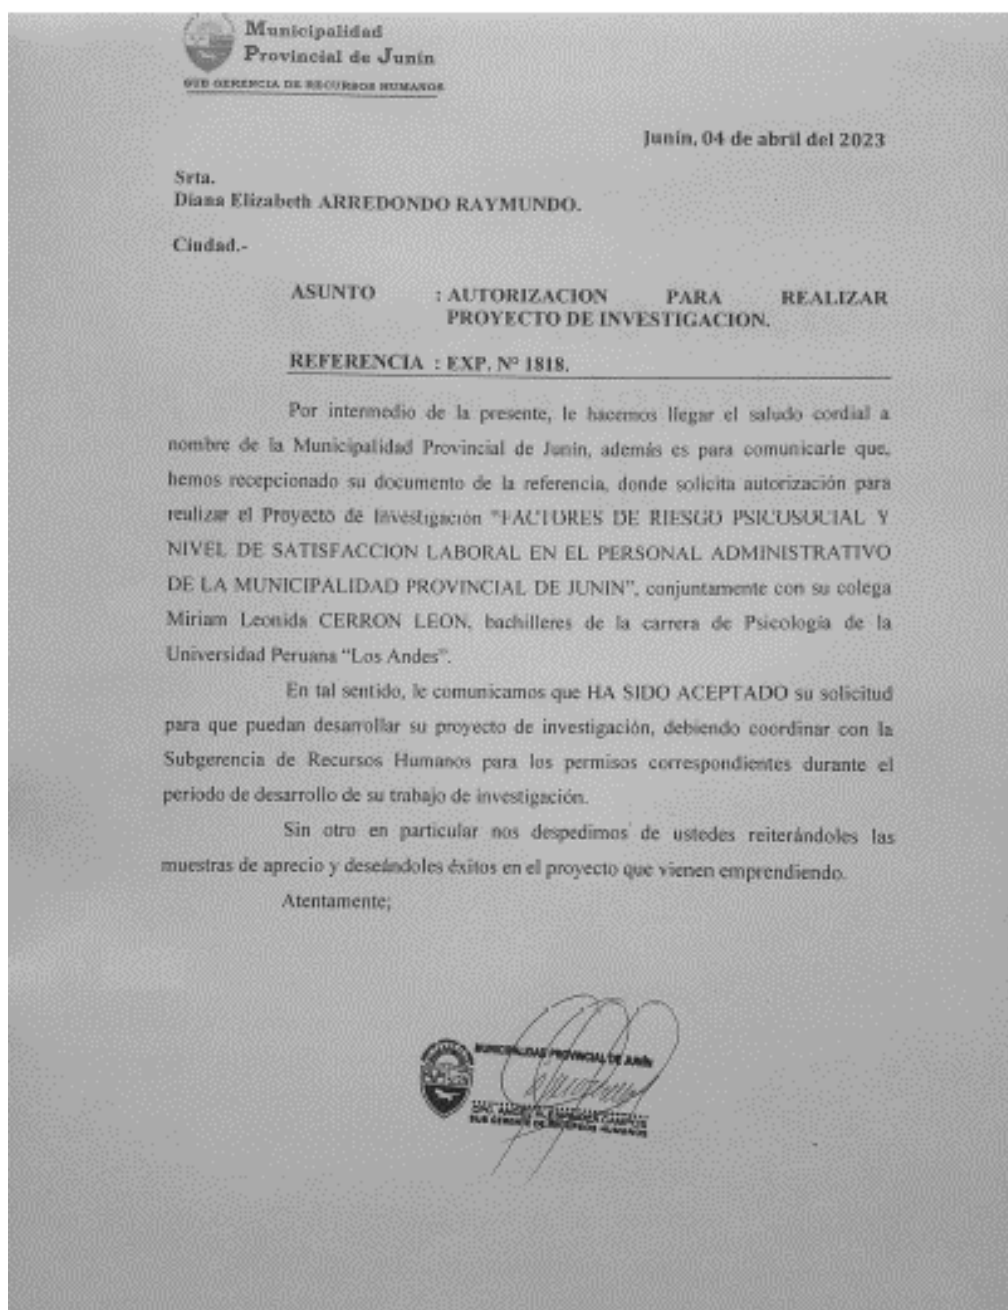 Municipalidad
Provincial de Junín
SUB GERENCIA DE RECURSOS HUMANOS
Junín, 04 de abril del 2023
Srta.
Diana Elizabeth ARREDONDO RAYMUNDO.
Ciudad.-
ASUNTO : AUTORIZACION PARA REALIZAR
PROYECTO DE INVESTIGACION.
REFERENCIA : EXP. Nº 1818.
Por intermedio de la presente, le hacemos llegar el saludo cordial a
nombre de la Municipalidad Provincial de Junín, además es para comunicarle que,
hemos recepcionado su documento de la referencia, donde solicita autorización para
realizar el Proyecto de Investigación "FACTORES DE RIESGO PSICOSOCIAL Y
NIVEL DE SATISFACCION LABORAL EN EL PERSONAL ADMINISTRATIVO
DE LA MUNICIPALIDAD PROVINCIAL DE JUNIN", conjuntamente con su colega
Miriam Leonida CERRON LEON, bachilleres de la carrera de Psicología de la
Universidad Peruana "Los Andes".
En tal sentido, le comunicamos que HA SIDO ACEPTADO su solicitud
para que puedan desarrollar su proyecto de investigación, debiendo coordinar con la
Subgerencia de Recursos Humanos para los permisos correspondientes durante el
periodo de desarrollo de su trabajo de investigación.
Sin otro en particular nos despedimos de ustedes reiterándoles las
muestras de aprecio y deseándoles éxitos en el proyecto que vienen emprendiendo.
Atentamente;
MUNICIPALIDAD PROVINCIAL DE JUNÍN
CPC. CAMPOS
SUB GERENTE DE RECURSOS HUMANOS